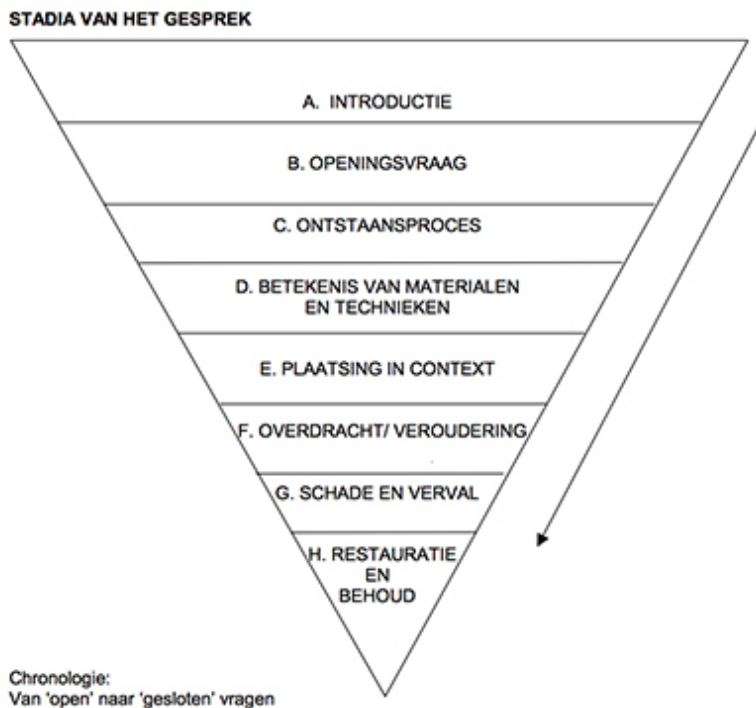 STADIA VAN HET GESPREK
A. INTRODUCTIE
B. OPENINGSVRAAG
C. ONTSTAANSPROCES
D. BETEKENIS VAN MATERIALEN
EN TECHNIEKEN
E. PLAATSING IN CONTEXT
F. OVERDRACHT/ VEROUDERING
G. SCHADE EN VERVAL
H. RESTAURATIE
EN
BEHOUD
Chronologie:
Van 'open' naar 'gesloten' vragen